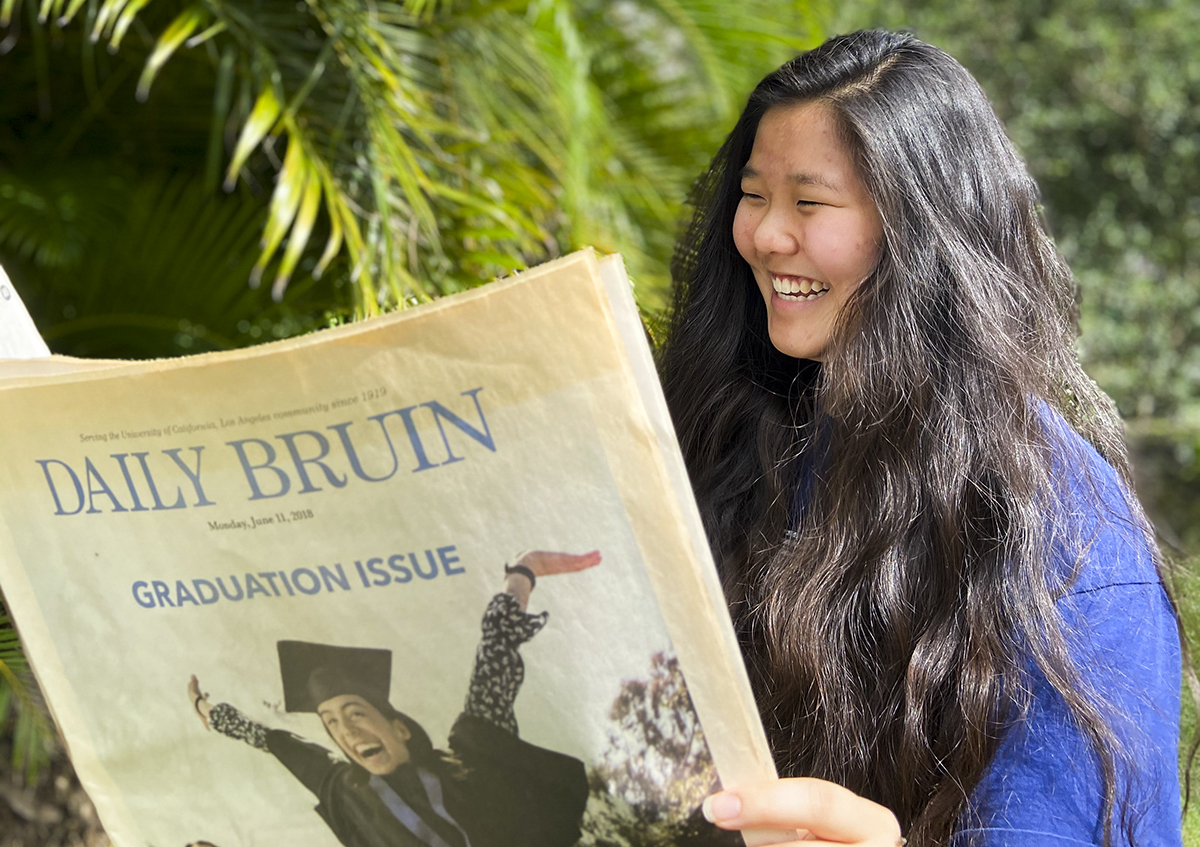 Serving the University of California, Los Angeles community since 1919
DAILY BRUIN
Monday, June 11, 2018
GRADUATION ISSUE